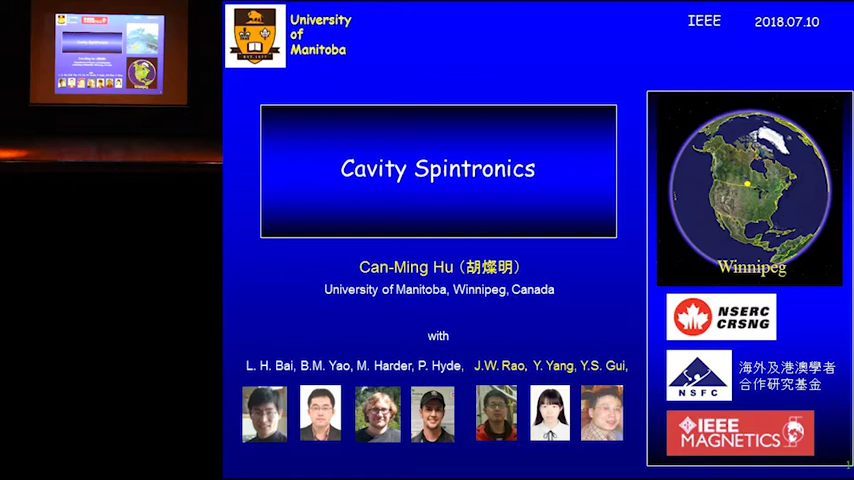 University
of
Manitoba
IEEE
2018.07.10
Cavity Spintronics
Can-Ming Hu (胡燦明)
University of Manitoba, Winnipeg, Canada
with
L. H. Bai, B.M. Yao, M. Harder, P. Hyde, J.W. Rao, Y. Yang, Y.S. Gui,
Winnipeg
NSERC
CRSNG
NSFC
海外及港澳學者
合作研究基金
IEEE
MAGNETICS
1